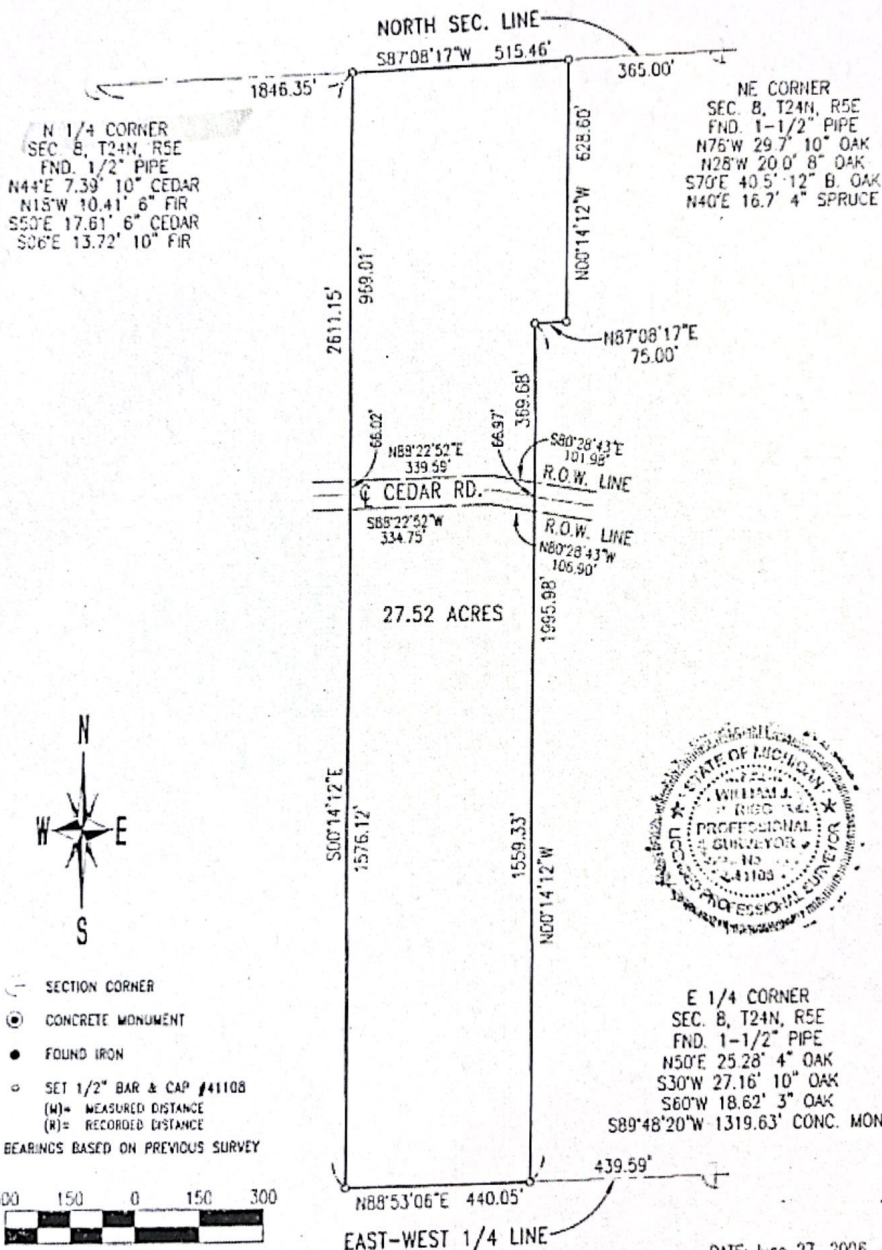 NORTH SEC. LINE
S87°08'17"W 515.46'
1846.35'
365.00'
N 1/4 CORNER
SEC. 8, T24N, R5E
FND. 1/2" PIPE
N44°E 7.39' 10" CEDAR
10.41' 6" FIR
17.61' 6" CEDAR
13.72' 10" FIR
NE CORNER
SEC. 8, T24N, R5E
FND. 1-1/2" PIPE
N76°W 29.7' 10" OAK
N28°W 20.0' 8" OAK
S70°E 40.5' 12" B. OAK
N40°E 16.7' 4" SPRUCE
N00°14'12"W 628.60'
2611.15'
969.01'
N87°08'17"E
75.00'
369.68'
66.02'
66.97'
N88°22'52"E
339.59'
S80°28'43"E
101.98'
R.O.W. LINE
℄ CEDAR RD.
S88°22'52"W
334.75'
R.O.W. LINE
N80°28'43"W
106.90'
1995.98'
27.52 ACRES
N
W E
S
S00°14'12"E
1576.12'
1559.33'
N00°14'12"W
STATE OF MICHIGAN
WILLIAM J.
PROFESSIONAL
SURVEYOR
41108
PROFESSIONAL SURVEYOR
SECTION CORNER
CONCRETE MONUMENT
FOUND IRON
SET 1/2" BAR & CAP #41108
(M)= MEASURED DISTANCE
(R)= RECORDED DISTANCE
BEARINGS BASED ON PREVIOUS SURVEY
E 1/4 CORNER
SEC. 8, T24N, R5E
FND. 1-1/2" PIPE
N50°E 25.28' 4" OAK
S30°W 27.16' 10" OAK
S60°W 18.62' 3" OAK
S89°48'20"W 1319.63' CONC. MON
00 150 0 150 300
N88°53'06"E 440.05'
439.59'
EAST-WEST 1/4 LINE